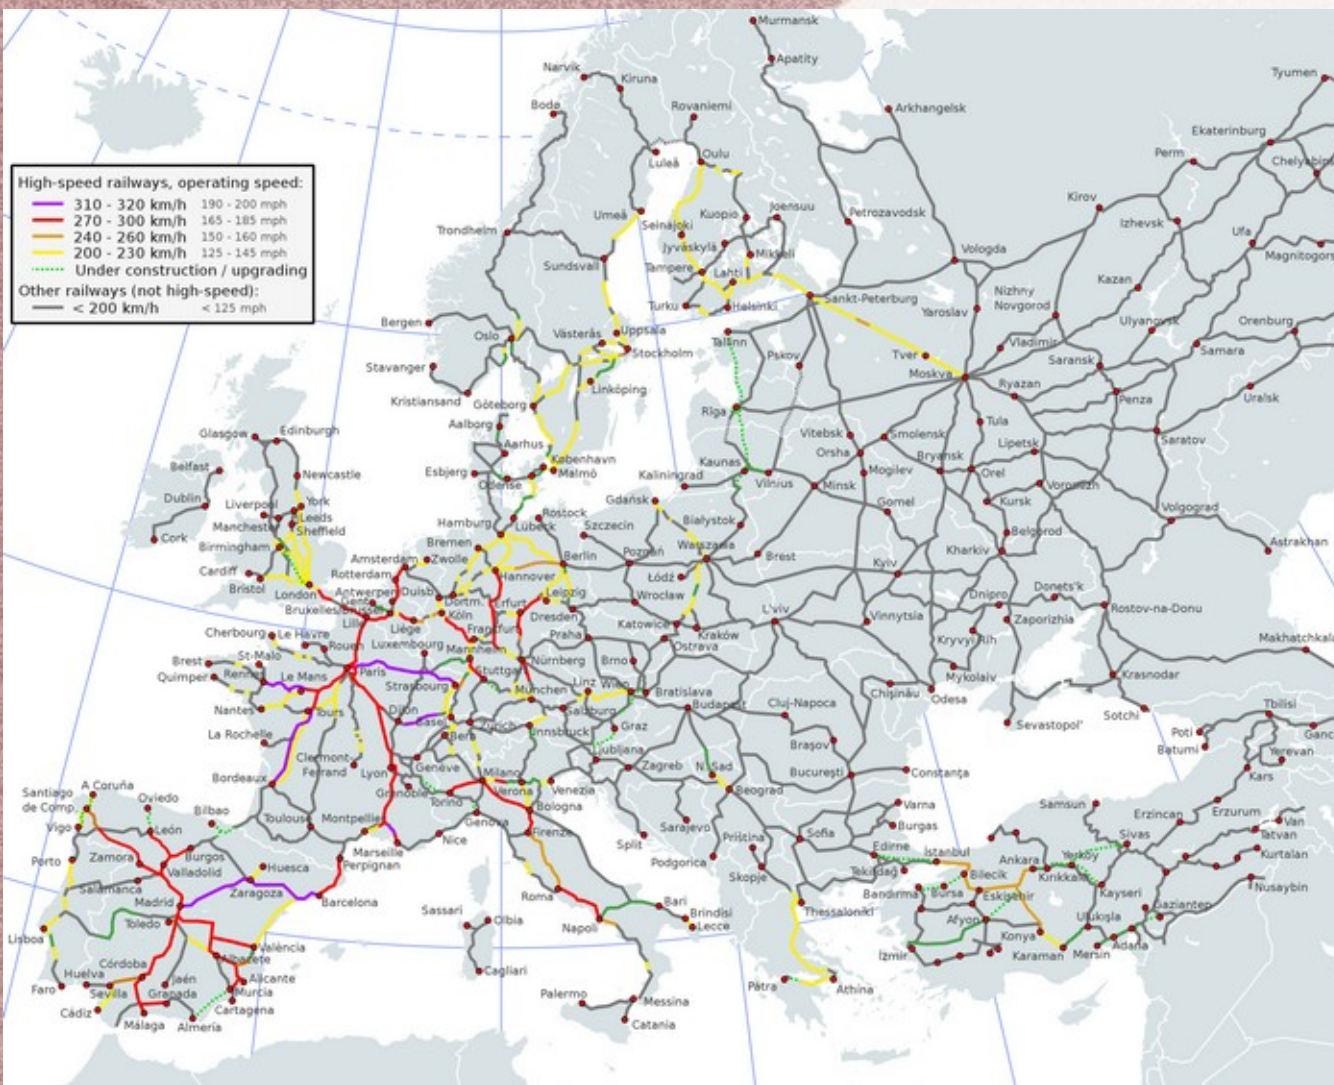 High-speed railways, operating speed:
310 - 320 km/h 190 - 200 mph
270 - 300 km/h 165 - 185 mph
240 - 260 km/h 150 - 160 mph
200 - 230 km/h 125 - 145 mph
Under construction / upgrading
Other railways (not high-speed):
< 200 km/h < 125 mph
Murmansk
Apatity
Narvik
Kiruna
Bodø
Rovaniemi
Arkhangelsk
Tyumen
Ekaterinburg
Perm
Luleå
Oulu
Umeå
Seinäjoki
Kuopio
Joensuu
Jyväskylä
Mikkeli
Petrozavodsk
Kirov
Izhevsk
Ufa
Magnitogors
Trondheim
Sundsvall
Tampere
Lahti
Turku
Helsinki
Sankt-Peterburg
Vologda
Kazan
Nizhny
Novgorod
Yaroslav
Ulyanovsk
Orenburg
Bergen
Oslo
Västerås
Uppsala
Stockholm
Tallinn
Pskov
Tver
Moskva
Vladimir
Saransk
Samara
Ryazan
Penza
Uralsk
Stavanger
Kristiansand
Linköping
Göteborg
Aalborg
Rīga
Tula
Saratov
Glasgow
Edinburgh
Belfast
Newcastle
Dublin
Liverpool
York
Leeds
Manchester
Sheffield
Cork
Birmingham
Cardiff
Bristol
London
Aarhus
Esbjerg
Odense
København
Malmö
Kaliningrad
Kaunas
Vilnius
Vitebsk
Orsha
Smolensk
Mogilev
Minsk
Bryansk
Lipetsk
Orel
Voronezh
Kursk
Belgorod
Gomel
Volgograd
Astrakhan
Gdańsk
Hamburg
Lübeck
Rostock
Szczecin
Białystok
Bremen
Berlin
Poznań
Warszawa
Brest
Kyiv
Kharkiv
Amsterdam
Zwolle
Rotterdam
Hannover
Łódź
Antwerpen
Duisb.
Dortm.
Erfurt
Leipzig
Wrocław
Dnipro
Donets'k
Rostov-na-Donu
Gent
Bruxelles/Brussel
Lille
Liège
Köln
Dresden
Katowice
Kraków
L'viv
Vinnytsia
Zaporizhia
Cherbourg
Le Havre
Luxembourg
Frankfurt
Praha
Ostrava
Kryvyi Rih
Makhatchkala
Rouen
Mannheim
Brest
St-Malo
Rennes
Le Mans
Paris
Nürnberg
Brno
Mykolaiv
Krasnodar
Quimper
Strasbourg
Stuttgart
München
Linz
Wien
Bratislava
Chişinău
Odesa
Nantes
Tours
Dijon
Basel
Zürich
Salzburg
Budapest
Cluj-Napoca
Sevastopol'
Sotchi
Tbilisi
La Rochelle
Bern
Innsbruck
Graz
Ljubljana
Poti
Batumi
Ganc
Yerevan
Clermont-
Ferrand
Lyon
Genève
Zagreb
N. Sad
Braşov
Bucureşti
Constanţa
Kars
Bordeaux
Grenoble
Torino
Milano
Verona
Venezia
Bologna
Beograd
Samsun
Erzincan
Erzurum
Santiago
de Comp.
A Coruña
Oviedo
Bilbao
Toulouse
Montpellier
Genova
Firenze
Sarajevo
Varna
Burgas
Van
Tatvan
Vigo
León
Nice
Split
Priština
Sofia
Edirne
İstanbul
Ankara
Yerköy
Sivas
Kurtalan
Porto
Zamora
Burgos
Huesca
Marseille
Perpignan
Podgorica
Tekirdağ
Bilecik
Kırıkkale
Valladolid
Salamanca
Zaragoza
Roma
Skopje
Bandırma
Bursa
Eskişehir
Kayseri
Nusaybin
Madrid
Barcelona
Sassari
Olbia
Bari
Brindisi
Lecce
Thessaloniki
Afyon
Ulukışla
Gaziantep
Toledo
Lisboa
València
Napoli
Konya
Adana
Albacete
İzmir
Karaman
Mersin
Córdoba
Alicante
Huelva
Jaén
Cagliari
Pátra
Athína
Faro
Sevilla
Granada
Murcia
Cartagena
Palermo
Messina
Cádiz
Málaga
Almería
Catania